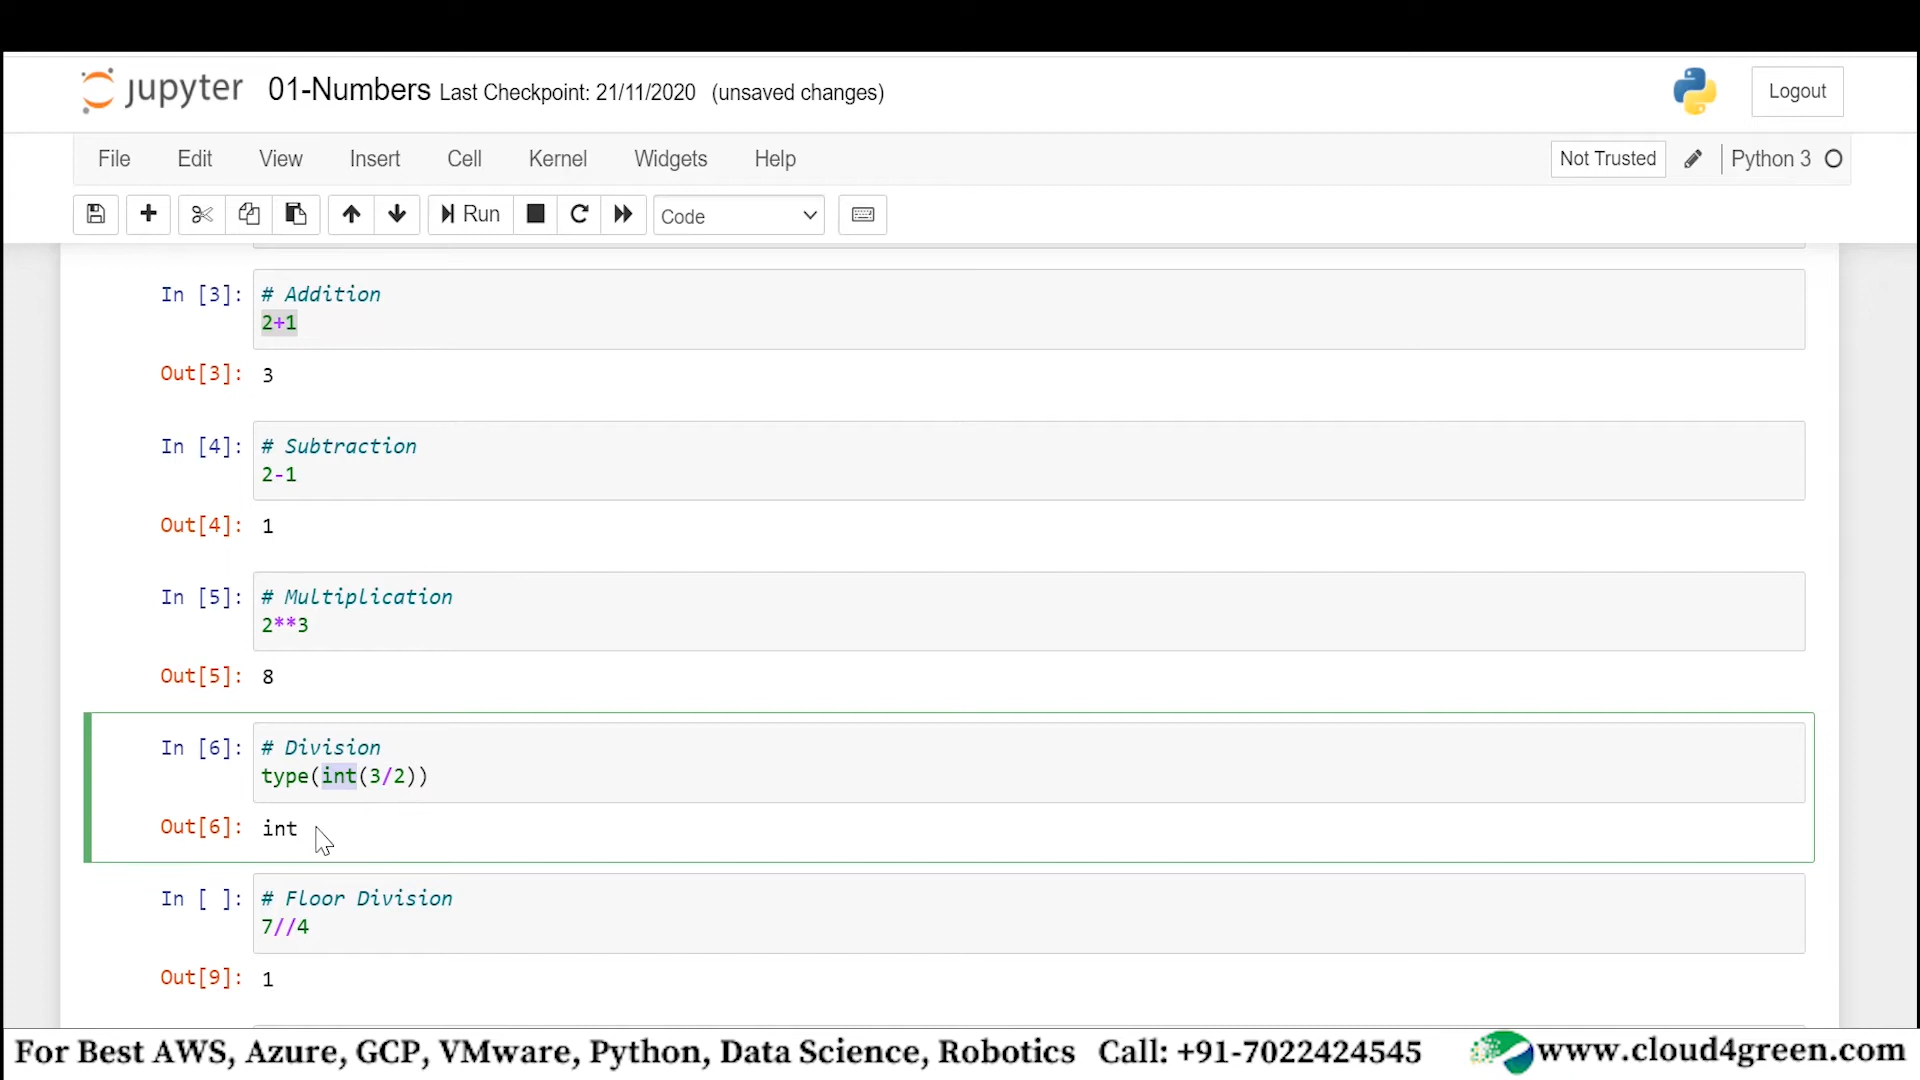 jupyter 01-Numbers Last Checkpoint: 21/11/2020 (unsaved changes) Logout
File Edit View Insert Cell Kernel Widgets Help Not Trusted Python 3
Run Code
In [3]: # Addition
2+1
Out[3]: 3
In [4]: # Subtraction
2-1
Out[4]: 1
In [5]: # Multiplication
2**3
Out[5]: 8
In [6]: # Division
type(int(3/2))
Out[6]: int
In [ ]: # Floor Division
7//4
Out[9]: 1
For Best AWS, Azure, GCP, VMware, Python, Data Science, Robotics Call: +91-7022424545 www.cloud4green.com